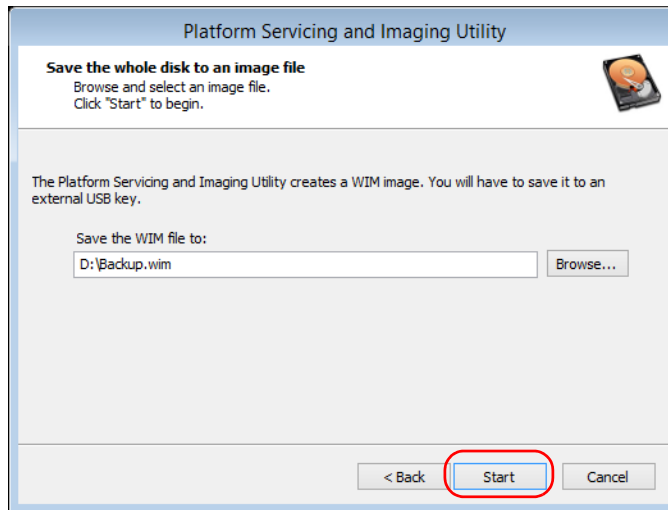 Platform Servicing and Imaging Utility
Save the whole disk to an image file
Browse and select an image file.
Click "Start" to begin.
The Platform Servicing and Imaging Utility creates a WIM image. You will have to save it to an
external USB key.
Save the WIM file to:
D:\Backup.wim
Browse...
< Back
Start
Cancel